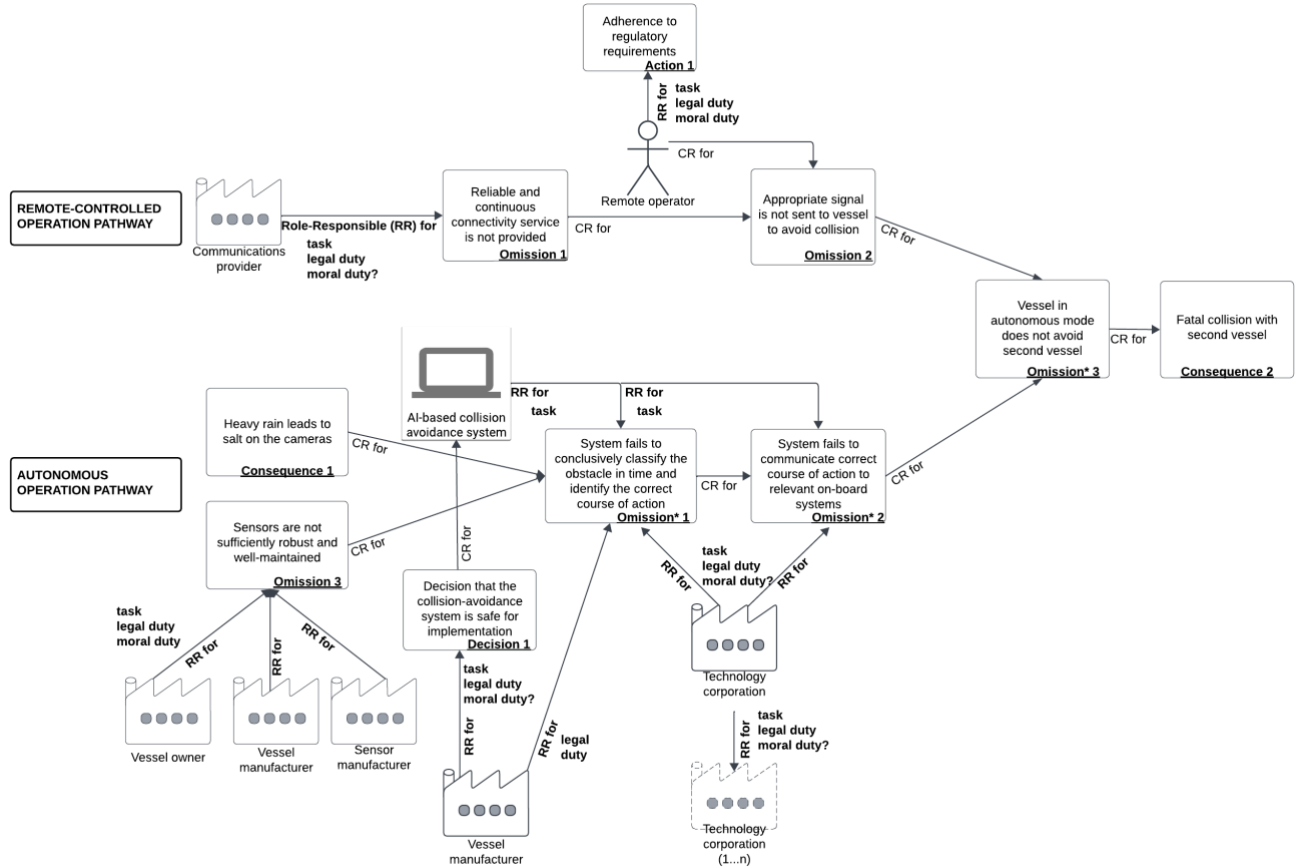 Adherence to
regulatory
requirements
Action 1
RR for
task
legal duty
moral duty
CR for
Remote operator
REMOTE-CONTROLLED
OPERATION PATHWAY
Communications
provider
Role-Responsible (RR) for
task
legal duty
moral duty?
Reliable and
continuous
connectivity service
is not provided
Omission 1
CR for
Appropriate signal
is not sent to vessel
to avoid collision
Omission 2
CR for
Vessel in
autonomous mode
does not avoid
second vessel
Omission* 3
CR for
Fatal collision with
second vessel
Consequence 2
AUTONOMOUS
OPERATION PATHWAY
Heavy rain leads to
salt on the cameras
Consequence 1
CR for
AI-based collision
avoidance system
RR for
task
RR for
task
System fails to
conclusively classify the
obstacle in time and
identify the correct
course of action
Omission* 1
CR for
System fails to
communicate correct
course of action to
relevant on-board
systems
Omission* 2
CR for
Sensors are not
sufficiently robust and
well-maintained
Omission 3
CR for
CR for
Decision that the
collision-avoidance
system is safe for
implementation
Decision 1
task
legal duty
moral duty
RR for
RR for
RR for
Vessel owner
Vessel
manufacturer
Sensor
manufacturer
task
legal duty
moral duty?
RR for
RR for
legal
duty
Vessel
manufacturer
RR for
task
legal duty
moral duty?
RR for
Technology
corporation
RR for
task
legal duty
moral duty?
Technology
corporation
(1...n)